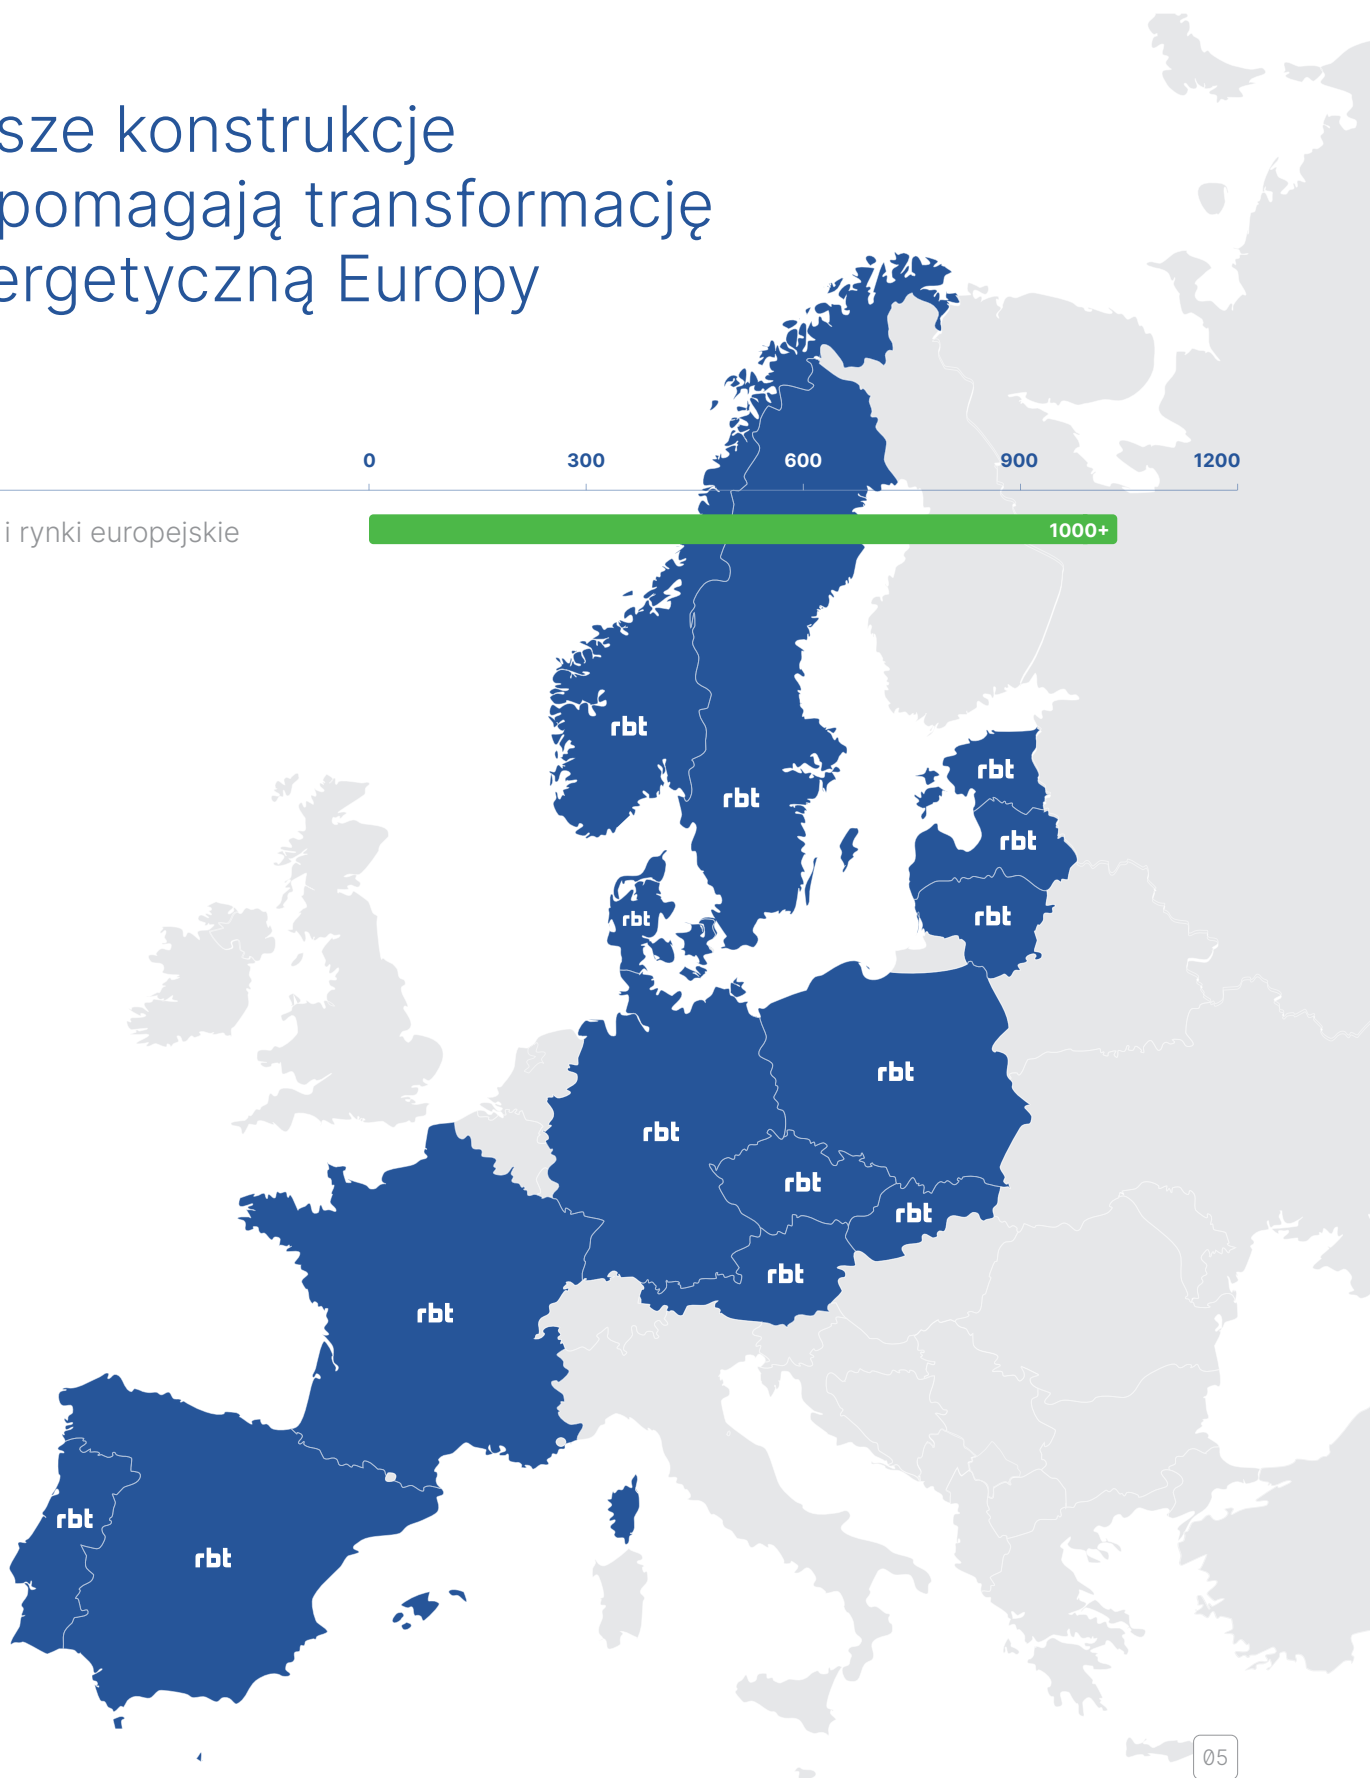 sze konstrukcje
pomagają transformację
ergetyczną Europy
0 300 600 900 1200
i rynki europejskie 1000+
rbt
rbt
rbt
rbt
rbt
rbt
rbt
rbt
rbt
rbt
rbt
rbt
rbt
rbt
05